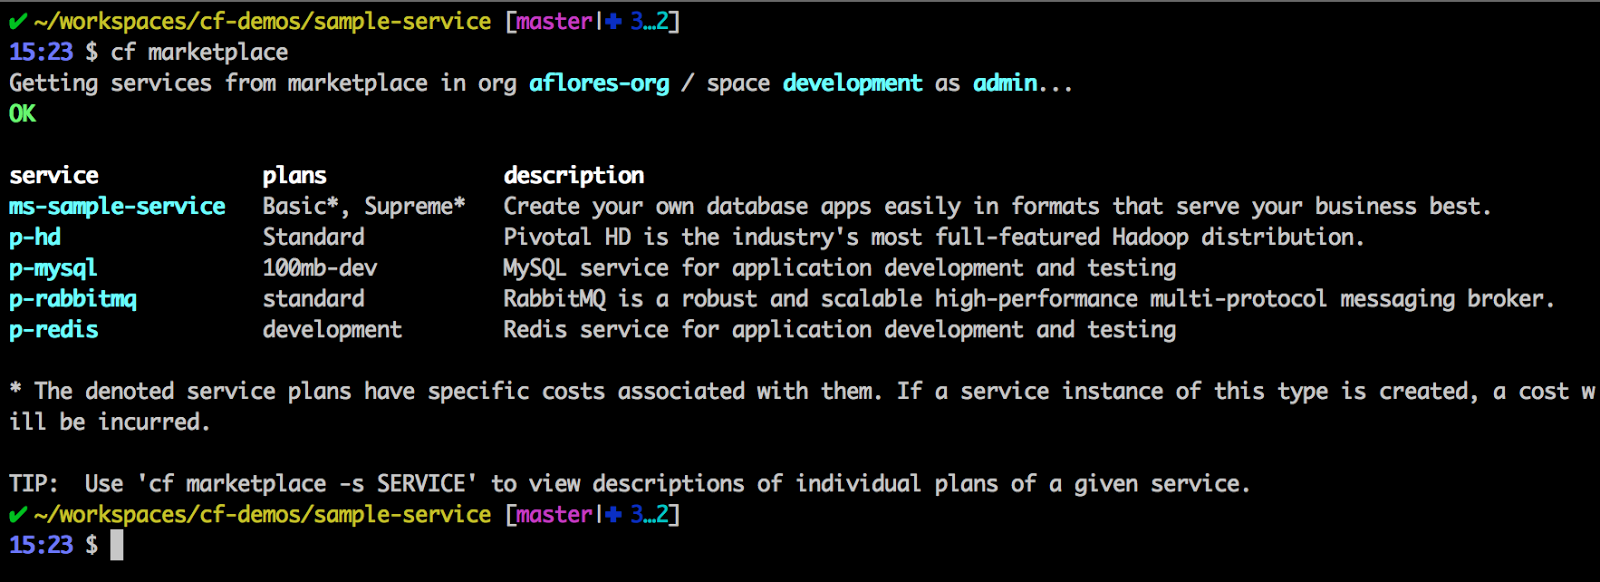 ✔ ~/workspaces/cf-demos/sample-service [master|✚ 3…2]
15:23 $ cf marketplace
Getting services from marketplace in org aflores-org / space development as admin...
OK
service plans description
ms-sample-service Basic*, Supreme* Create your own database apps easily in formats that serve your business best.
p-hd Standard Pivotal HD is the industry's most full-featured Hadoop distribution.
p-mysql 100mb-dev MySQL service for application development and testing
p-rabbitmq standard RabbitMQ is a robust and scalable high-performance multi-protocol messaging broker.
p-redis development Redis service for application development and testing
* The denoted service plans have specific costs associated with them. If a service instance of this type is created, a cost w
ill be incurred.
TIP:  Use 'cf marketplace -s SERVICE' to view descriptions of individual plans of a given service.
✔ ~/workspaces/cf-demos/sample-service [master|✚ 3…2]
15:23 $